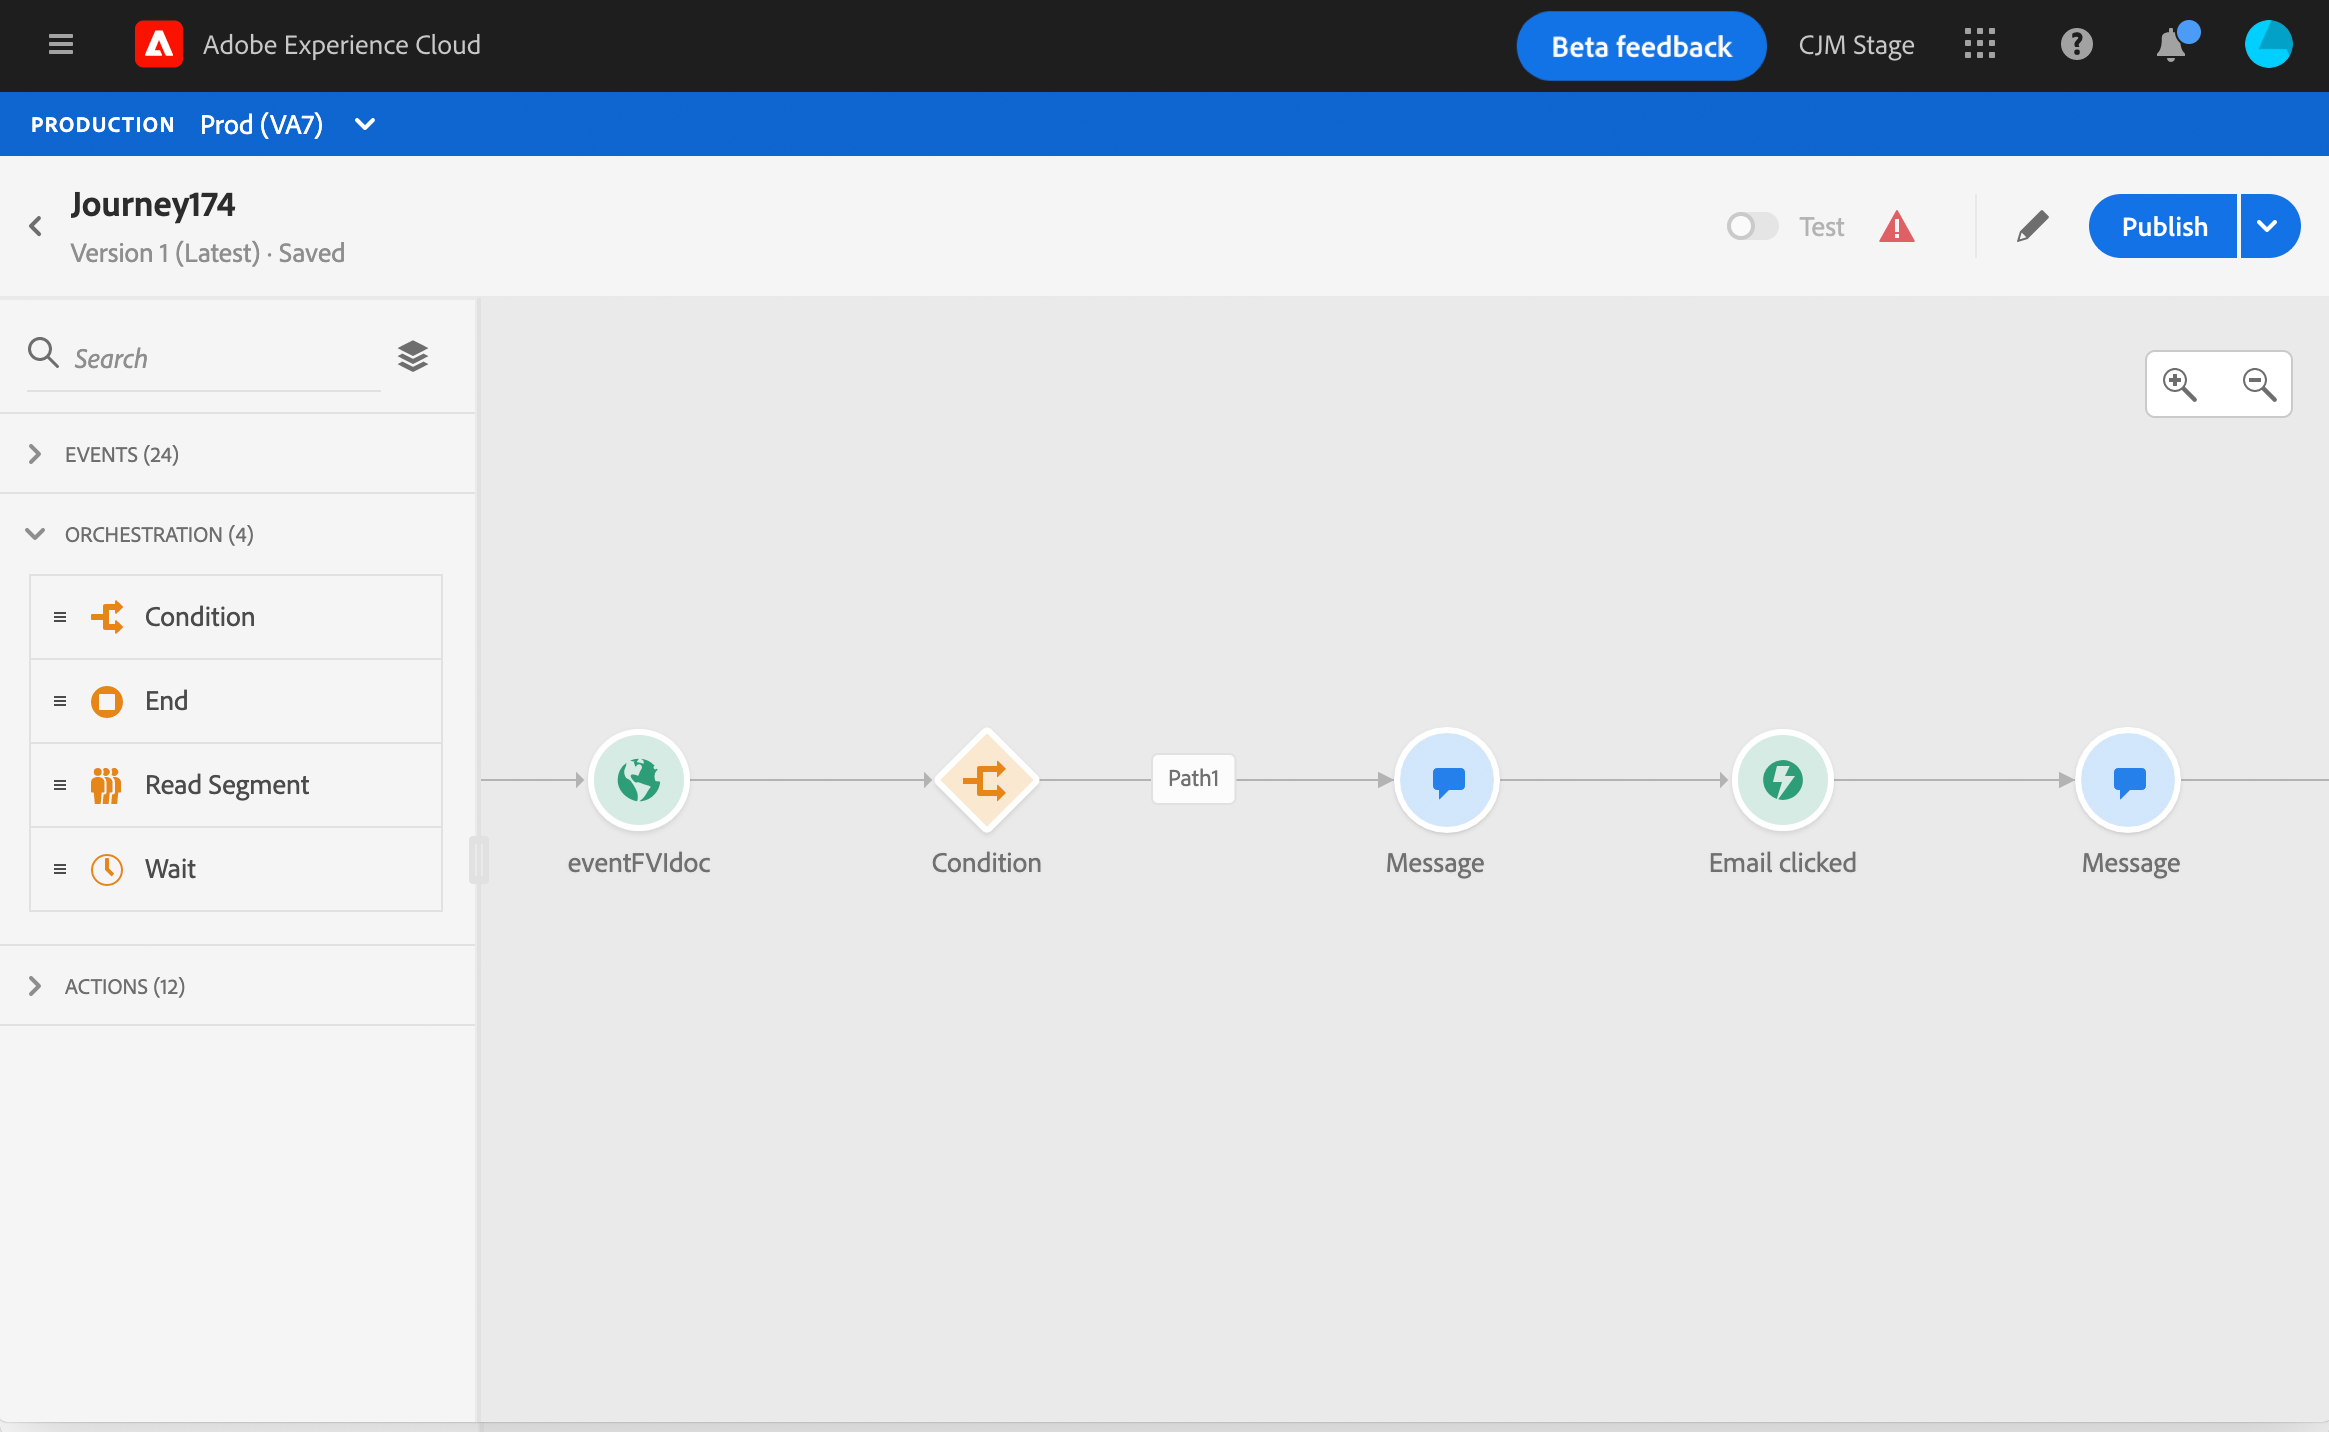 Adobe Experience Cloud
Beta feedback
CJM Stage
PRODUCTION Prod (VA7)
Journey174
Version 1 (Latest) · Saved
Test
Publish
Search
EVENTS (24)
ORCHESTRATION (4)
Condition
End
Read Segment
Wait
ACTIONS (12)
Path1
eventFVIdoc
Condition
Message
Email clicked
Message